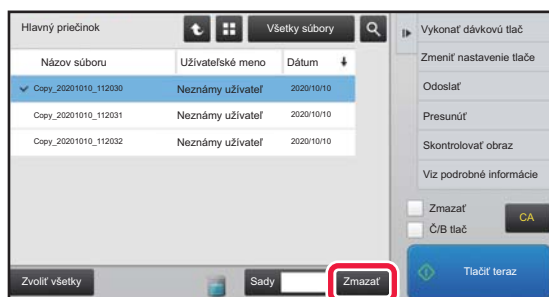 Hlavný priečinok
Všetky súbory
Názov súboru Užívateľské meno Dátum
Copy_20201010_112030 Neznámy užívateľ 2020/10/10
Copy_20201010_112031 Neznámy užívateľ 2020/10/10
Copy_20201010_112032 Neznámy užívateľ 2020/10/10
Zvoliť všetky
Sady
Zmazať
Vykonať dávkovú tlač
Zmeniť nastavenie tlače
Odoslať
Presunúť
Skontrolovať obraz
Viz podrobné informácie
Zmazať
Č/B tlač
CA
Tlačiť teraz